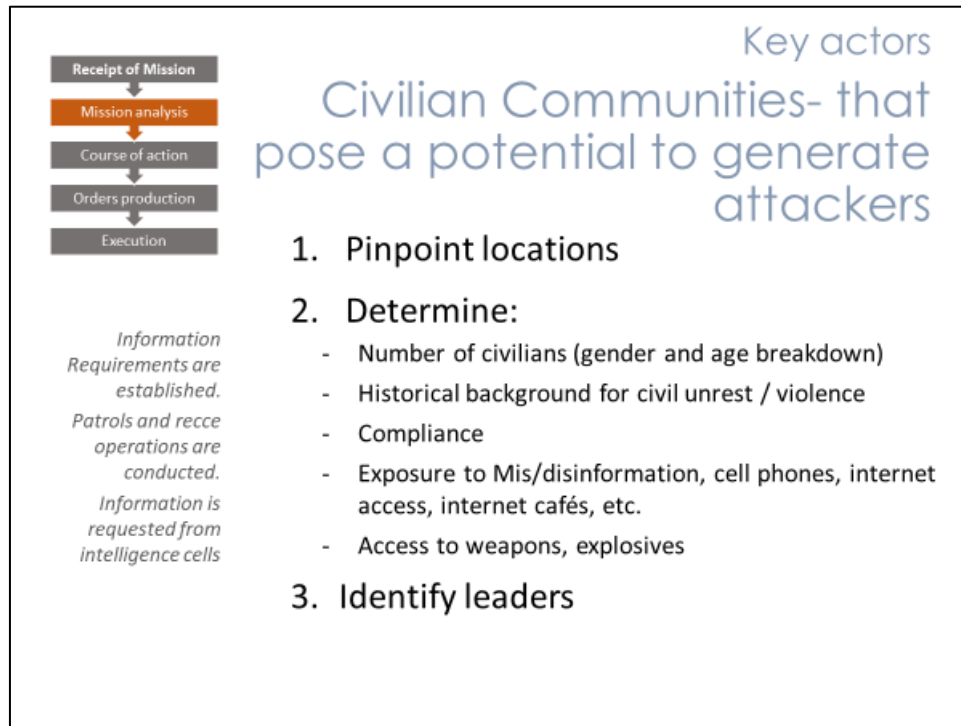 Key actors
Civilian Communities- that
pose a potential to generate
attackers
Receipt of Mission
Mission analysis
Course of action
Orders production
Execution
Information
Requirements are
established.
Patrols and recce
operations are
conducted.
Information is
requested from
intelligence cells
1. Pinpoint locations
2. Determine:
- Number of civilians (gender and age breakdown)
- Historical background for civil unrest / violence
- Compliance
- Exposure to Mis/disinformation, cell phones, internet
access, internet cafés, etc.
- Access to weapons, explosives
3. Identify leaders